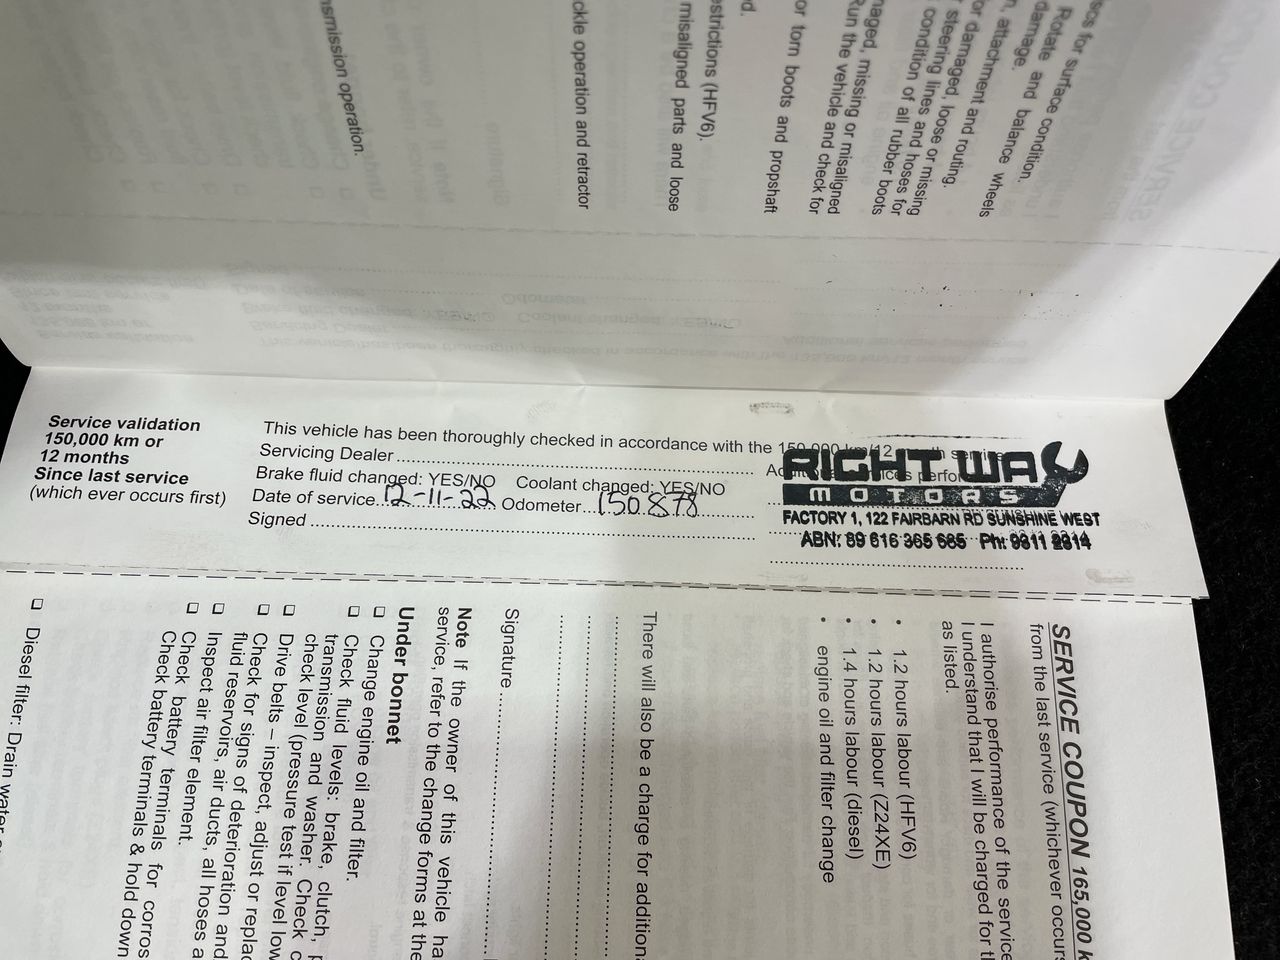 scs for surface condition.
Rotate and balance wheels
damage.
n, attachment and routing.
or damaged, loose or missing
steering lines and hoses for
condition of all rubber boots
naged, missing or misaligned
Run the vehicle and check for
or torn boots and propshaft
d.
estrictions (HFV6).
misaligned parts and loose
ckle operation and retractor
nsmission operation.
Service validation
150,000 km or
12 months
Since last service
(which ever occurs first)
This vehicle has been thoroughly checked in accordance with the 150,000 km/12
Servicing Dealer
Brake fluid changed: YES/NO Coolant changed: YES/NO
Date of service 12-11-22 Odometer 150878
Signed
RIGHT WAY
MOTORS
FACTORY 1, 122 FAIRBARN RD SUNSHINE WEST
ABN: 89 616 365 685 Ph: 9311 2314
SERVICE COUPON 165,000 k
from the last service (whichever occurs
I authorise performance of the service
I understand that I will be charged for th
as listed.
• 1.2 hours labour (HFV6)
• 1.2 hours labour (Z24XE)
• 1.4 hours labour (diesel)
• engine oil and filter change
There will also be a charge for additiona
Signature
Note If the owner of this vehicle ha
service, refer to the change forms at the
Under bonnet
❑ Change engine oil and filter.
❑ Check fluid levels: brake, clutch, p
transmission and washer. Check c
check level (pressure test if level low
❑ Drive belts – inspect, adjust or replac
❑ Check for signs of deterioration and
fluid reservoirs, air ducts, all hoses a
❑ Inspect air filter element.
❑ Check battery terminals for corros
Check battery terminals & hold down
❑ Diesel filter: Drain water